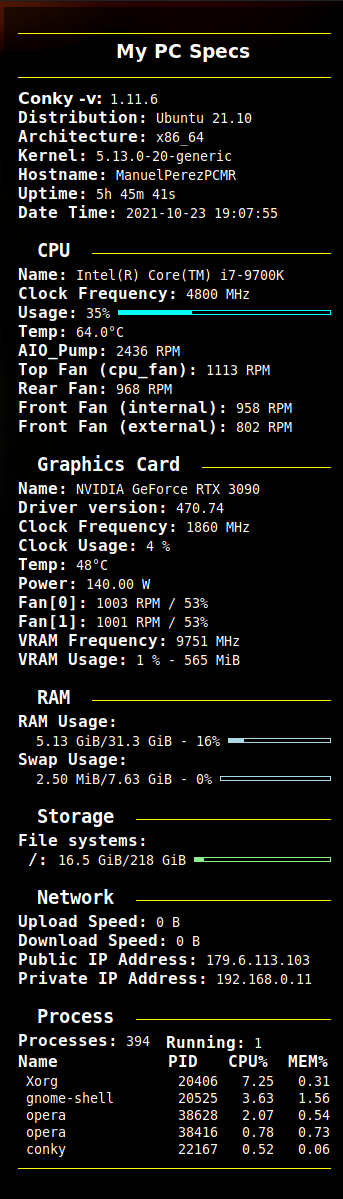 My PC Specs
Conky -v: 1.11.6
Distribution: Ubuntu 21.10
Architecture: x86_64
Kernel: 5.13.0-20-generic
Hostname: ManuelPerezPCMR
Uptime: 5h 45m 41s
Date Time: 2021-10-23 19:07:55
CPU
Name: Intel(R) Core(TM) i7-9700K
Clock Frequency: 4800 MHz
Usage: 35%
Temp: 64.0°C
AIO_Pump: 2436 RPM
Top Fan (cpu_fan): 1113 RPM
Rear Fan: 968 RPM
Front Fan (internal): 958 RPM
Front Fan (external): 802 RPM
Graphics Card
Name: NVIDIA GeForce RTX 3090
Driver version: 470.74
Clock Frequency: 1860 MHz
Clock Usage: 4 %
Temp: 48°C
Power: 140.00 W
Fan[0]: 1003 RPM / 53%
Fan[1]: 1001 RPM / 53%
VRAM Frequency: 9751 MHz
VRAM Usage: 1 % - 565 MiB
RAM
RAM Usage:
5.13 GiB/31.3 GiB - 16%
Swap Usage:
2.50 MiB/7.63 GiB - 0%
Storage
File systems:
/: 16.5 GiB/218 GiB
Network
Upload Speed: 0 B
Download Speed: 0 B
Public IP Address: 179.6.113.103
Private IP Address: 192.168.0.11
Process
Processes: 394 Running: 1
Name PID CPU% MEM%
Xorg 20406 7.25 0.31
gnome-shell 20525 3.63 1.56
opera 38628 2.07 0.54
opera 38416 0.78 0.73
conky 22167 0.52 0.06